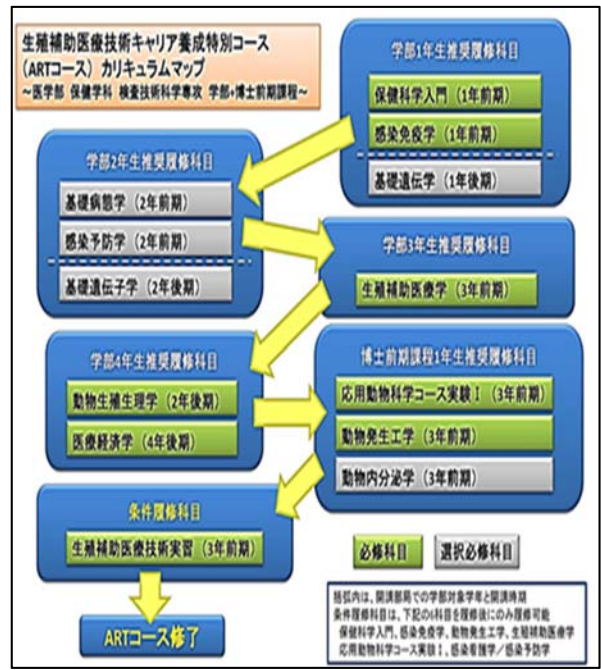 生殖補助医療技術キャリア養成特別コース
(ARTコース) カリキュラムマップ
~医学部 保健学科 検査技術科学専攻 学部+博士前期課程~
学部1年生推奨履修科目
保健科学入門 (1年前期)
感染免疫学 (1年前期)
基礎遺伝学 (1年後期)
学部2年生推奨履修科目
基礎病態学 (2年前期)
感染予防学 (2年前期)
基礎遺伝子学 (2年後期)
学部3年生推奨履修科目
生殖補助医療学 (3年前期)
学部4年生推奨履修科目
動物生殖生理学 (2年後期)
医療経済学 (4年後期)
博士前期課程1年生推奨履修科目
応用動物科学コース実験Ⅰ (3年前期)
動物発生工学 (3年前期)
動物内分泌学 (3年前期)
条件履修科目
生殖補助医療技術実習 (3年前期)
ARTコース修了
必修科目
選択必修科目
括弧内は、開講部局での学部対象学年と開講時期
条件履修科目は、下記の6科目を履修後にのみ履修可能
保健科学入門、感染免疫学、動物発生工学、生殖補助医療学
応用動物科学コース実験Ⅰ、感染看護学/感染予防学